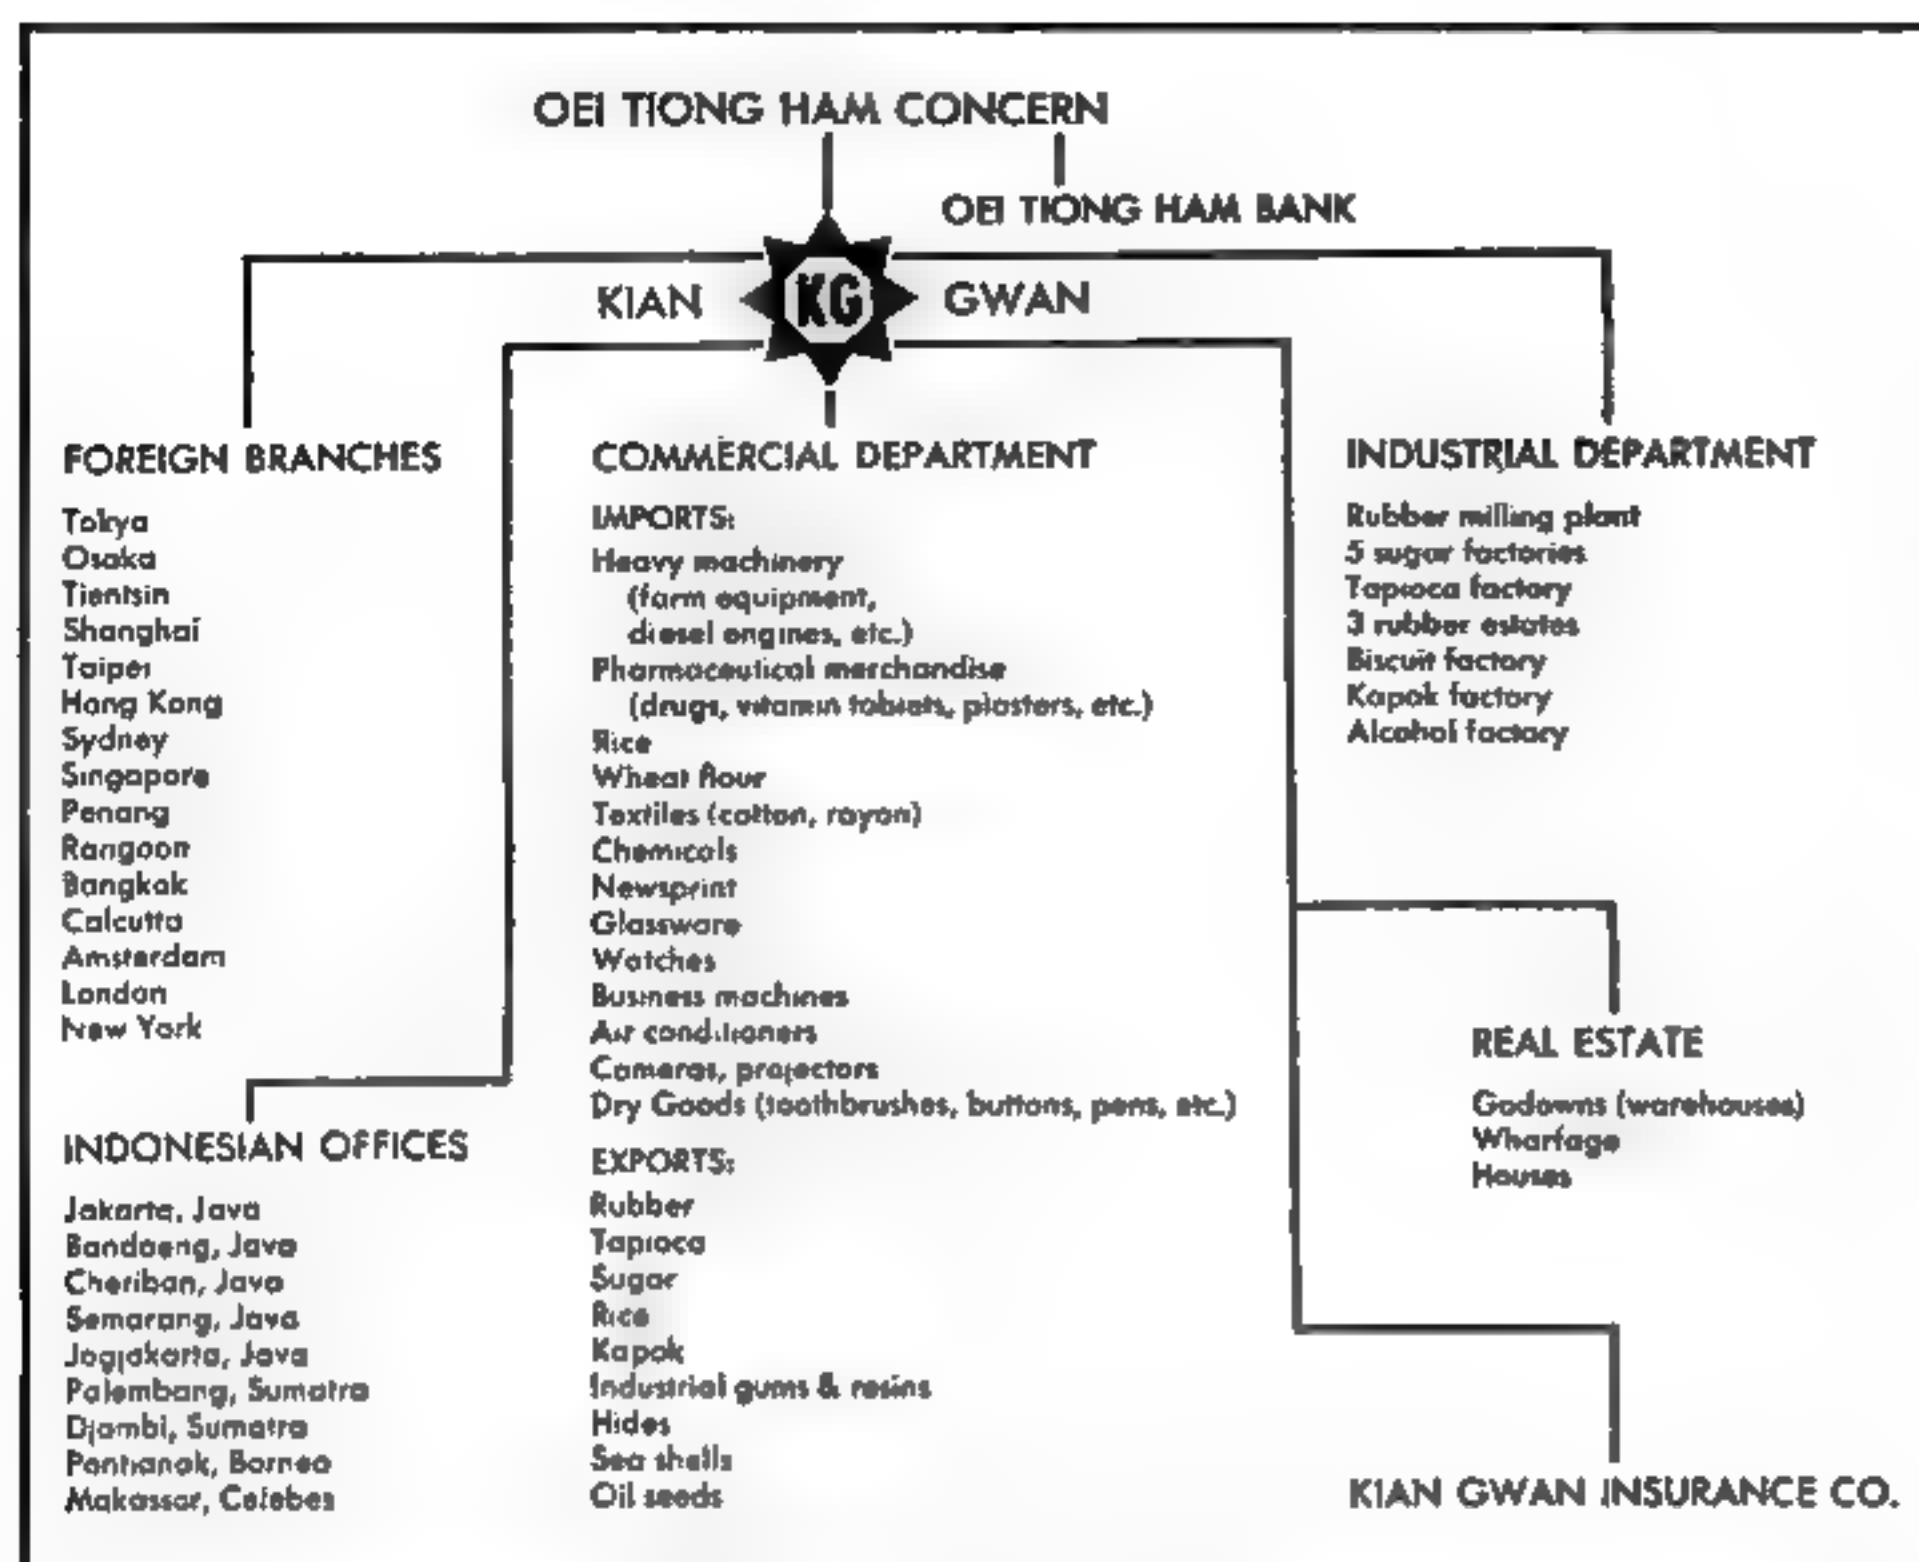 OEI TIONG HAM CONCERN
OEI TIONG HAM BANK
KIAN KG GWAN
FOREIGN BRANCHES
Tokyo
Osaka
Tientsin
Shanghai
Taipei
Hong Kong
Sydney
Singapore
Penang
Rangoon
Bangkok
Calcutta
Amsterdam
London
New York
INDONESIAN OFFICES
Jakarta, Java
Bandoeng, Java
Cheriban, Java
Semarang, Java
Jogjakarta, Java
Palembang, Sumatra
Djambi, Sumatra
Pontianak, Borneo
Makassar, Celebes
COMMERCIAL DEPARTMENT
IMPORTS:
Heavy machinery
(farm equipment,
diesel engines, etc.)
Pharmaceutical merchandise
(drugs, vitamin tablets, plasters, etc.)
Rice
Wheat flour
Textiles (cotton, rayon)
Chemicals
Newsprint
Glassware
Watches
Business machines
Air conditioners
Cameras, projectors
Dry Goods (toothbrushes, buttons, pens, etc.)
EXPORTS:
Rubber
Tapioca
Sugar
Rice
Kapok
Industrial gums & resins
Hides
Sea shells
Oil seeds
INDUSTRIAL DEPARTMENT
Rubber milling plant
5 sugar factories
Tapioca factory
3 rubber estates
Biscuit factory
Kapok factory
Alcohol factory
REAL ESTATE
Godowns (warehouses)
Wharfage
Houses
KIAN GWAN INSURANCE CO.